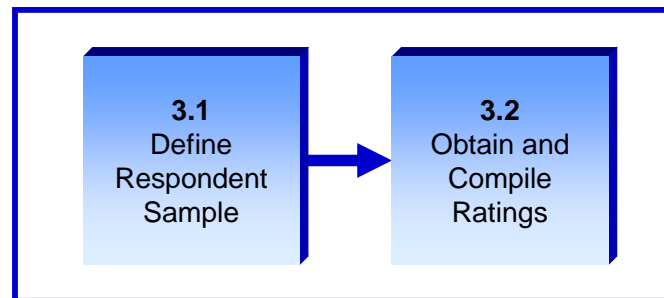 3.1
Define
Respondent
Sample
3.2
Obtain and
Compile
Ratings